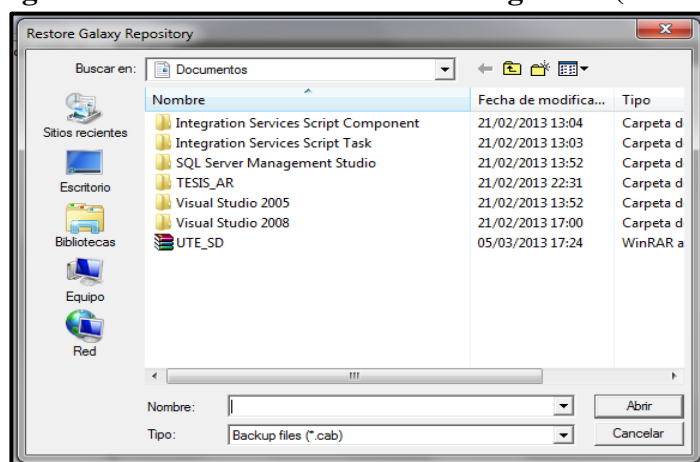 Restore Galaxy Repository
Buscar en: Documentos
Nombre Fecha de modifica... Tipo
Integration Services Script Component 21/02/2013 13:04 Carpeta d
Integration Services Script Task 21/02/2013 13:03 Carpeta d
SQL Server Management Studio 21/02/2013 13:52 Carpeta d
TESIS_AR 21/02/2013 22:31 Carpeta d
Visual Studio 2005 21/02/2013 13:52 Carpeta d
Visual Studio 2008 21/02/2013 17:00 Carpeta d
UTE_SD 05/03/2013 17:24 WinRAR a
Sitios recientes
Escritorio
Bibliotecas
Equipo
Red
Nombre: Abrir
Tipo: Backup files (*.cab) Cancelar